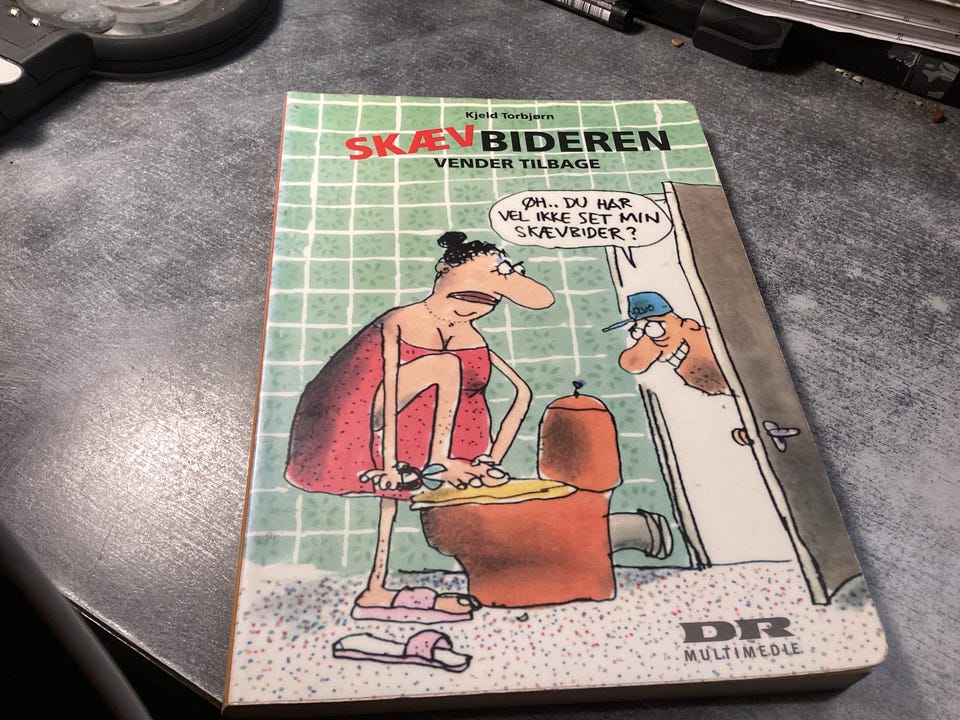 Kjeld Torbjørn
SKÆVBIDEREN
VENDER TILBAGE
ØH.. DU HAR
VEL IKKE SET MIN
SKÆVBIDER?
DR
MULTIMEDIE